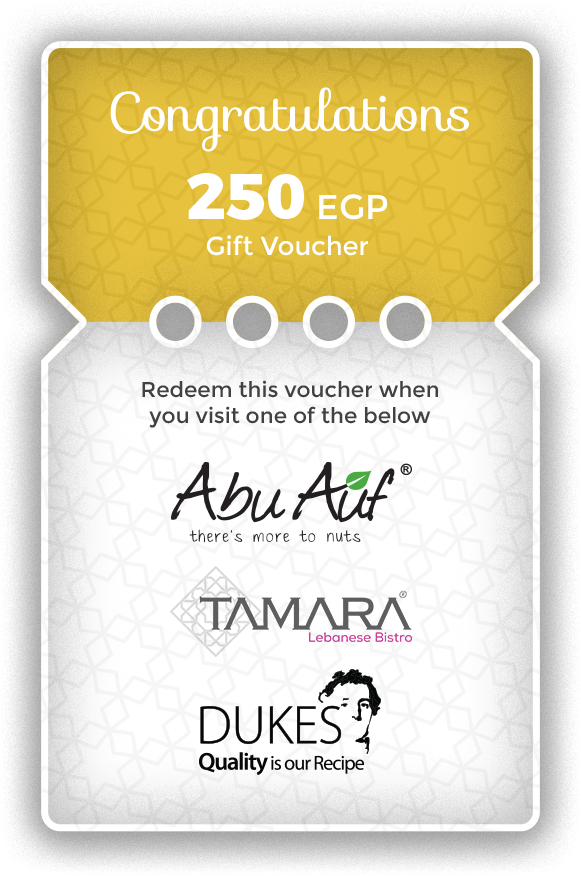 Congratulations
250 EGP
Gift Voucher
Redeem this voucher when
you visit one of the below
Abu Auf ®
there's more to nuts
TAMARA ®
Lebanese Bistro
DUKES
Quality is our Recipe